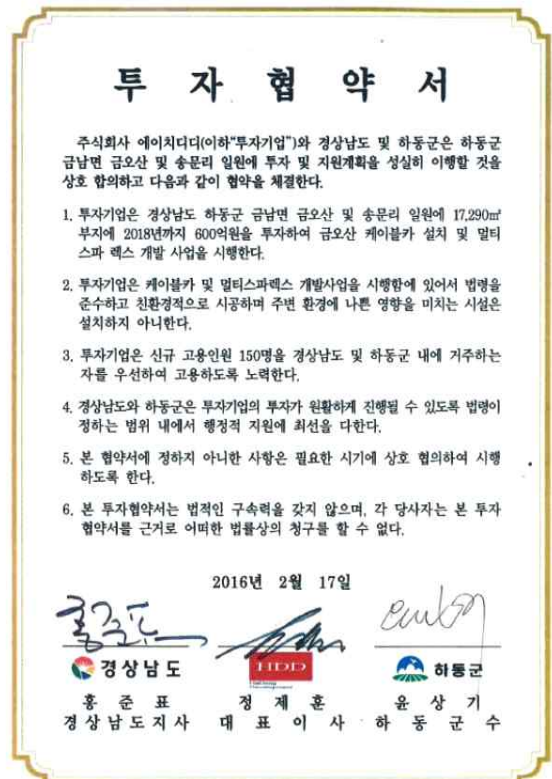 투 자 협 약 서
주식회사 에이치디디(이하"투자기업")와 경상남도 및 하동군은 하동군
금남면 금오산 및 송문리 일원에 투자 및 지원계획을 성실히 이행할 것을
상호 합의하고 다음과 같이 협약을 체결한다.
1. 투자기업은 경상남도 하동군 금남면 금오산 및 송문리 일원에 17,290㎡
부지에 2018년까지 600억원을 투자하여 금오산 케이블카 설치 및 멀티
스파 렉스 개발 사업을 시행한다.
2. 투자기업은 케이블카 및 멀티스파렉스 개발사업을 시행함에 있어서 법령을
준수하고 친환경적으로 시공하며 주변 환경에 나쁜 영향을 미치는 시설은
설치하지 아니한다.
3. 투자기업은 신규 고용인원 150명을 경상남도 및 하동군 내에 거주하는
자를 우선하여 고용하도록 노력한다.
4. 경상남도와 하동군은 투자기업의 투자가 원활하게 진행될 수 있도록 법령이
정하는 범위 내에서 행정적 지원에 최선을 다한다.
5. 본 협약서에 정하지 아니한 사항은 필요한 시기에 상호 협의하여 시행
하도록 한다.
6. 본 투자협약서는 법적인 구속력을 갖지 않으며, 각 당사자는 본 투자
협약서를 근거로 어떠한 법률상의 청구를 할 수 없다.
2016년 2월 17일
홍준표
경상남도 HDD 하동군
홍 준 표 정 제 훈 윤 상 기
경상남도지사 대 표 이 사 하 동 군 수